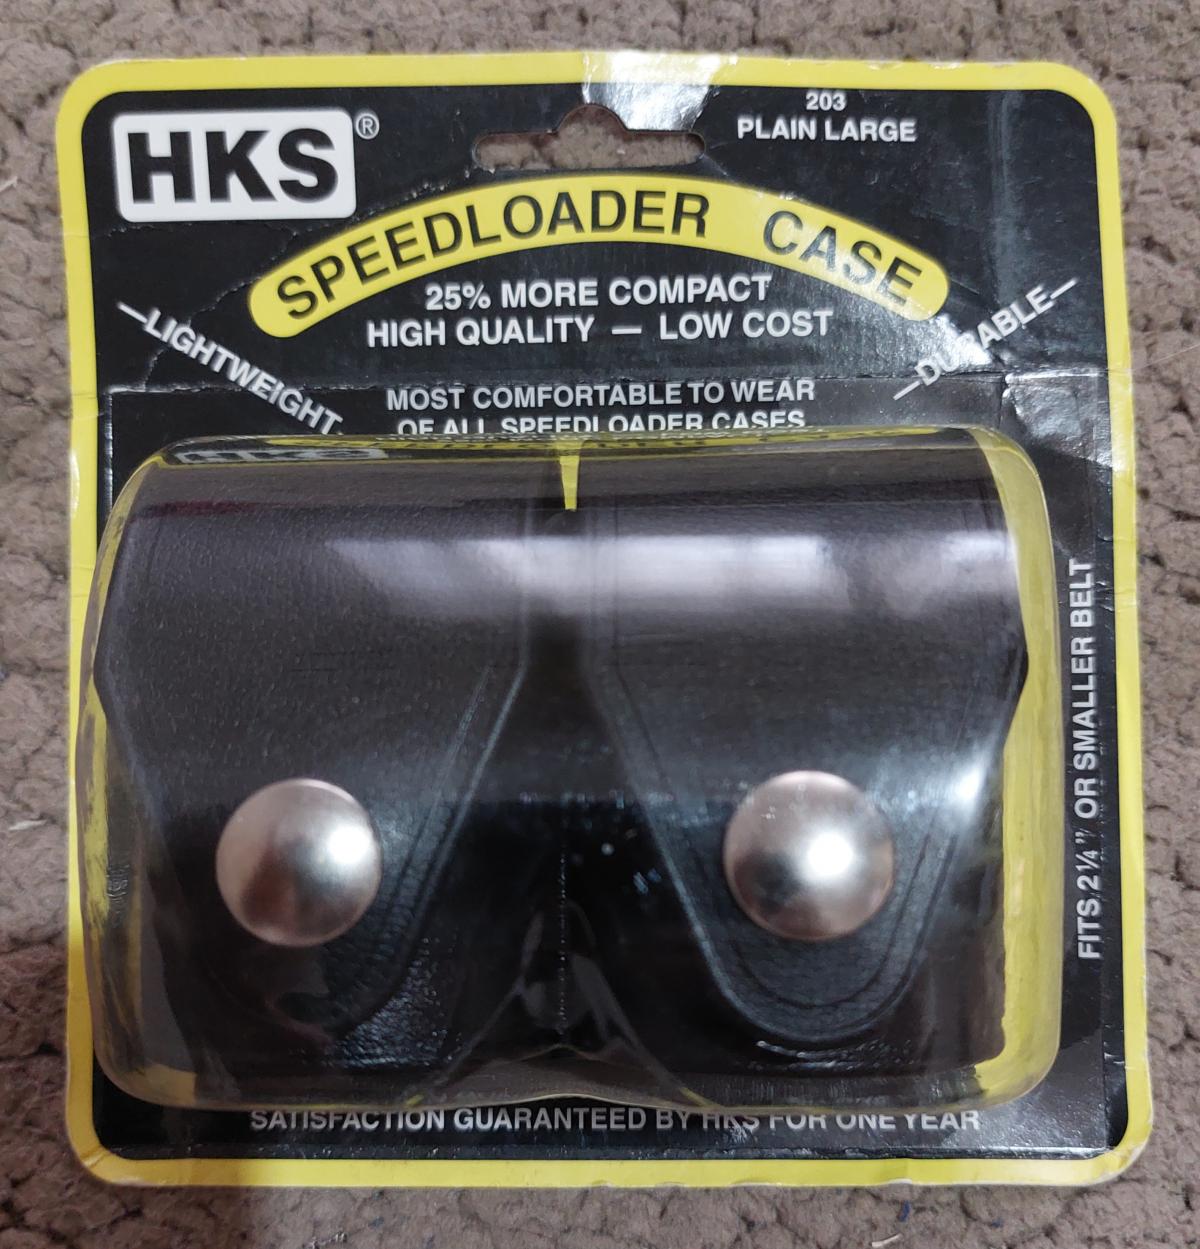 HKS®
203
PLAIN LARGE
SPEEDLOADER CASE
25% MORE COMPACT
HIGH QUALITY — LOW COST
—LIGHTWEIGHT
—DURABLE—
MOST COMFORTABLE TO WEAR
OF ALL SPEEDLOADER CASES
FITS 2¼" OR SMALLER BELT
SATISFACTION GUARANTEED BY HKS FOR ONE YEAR